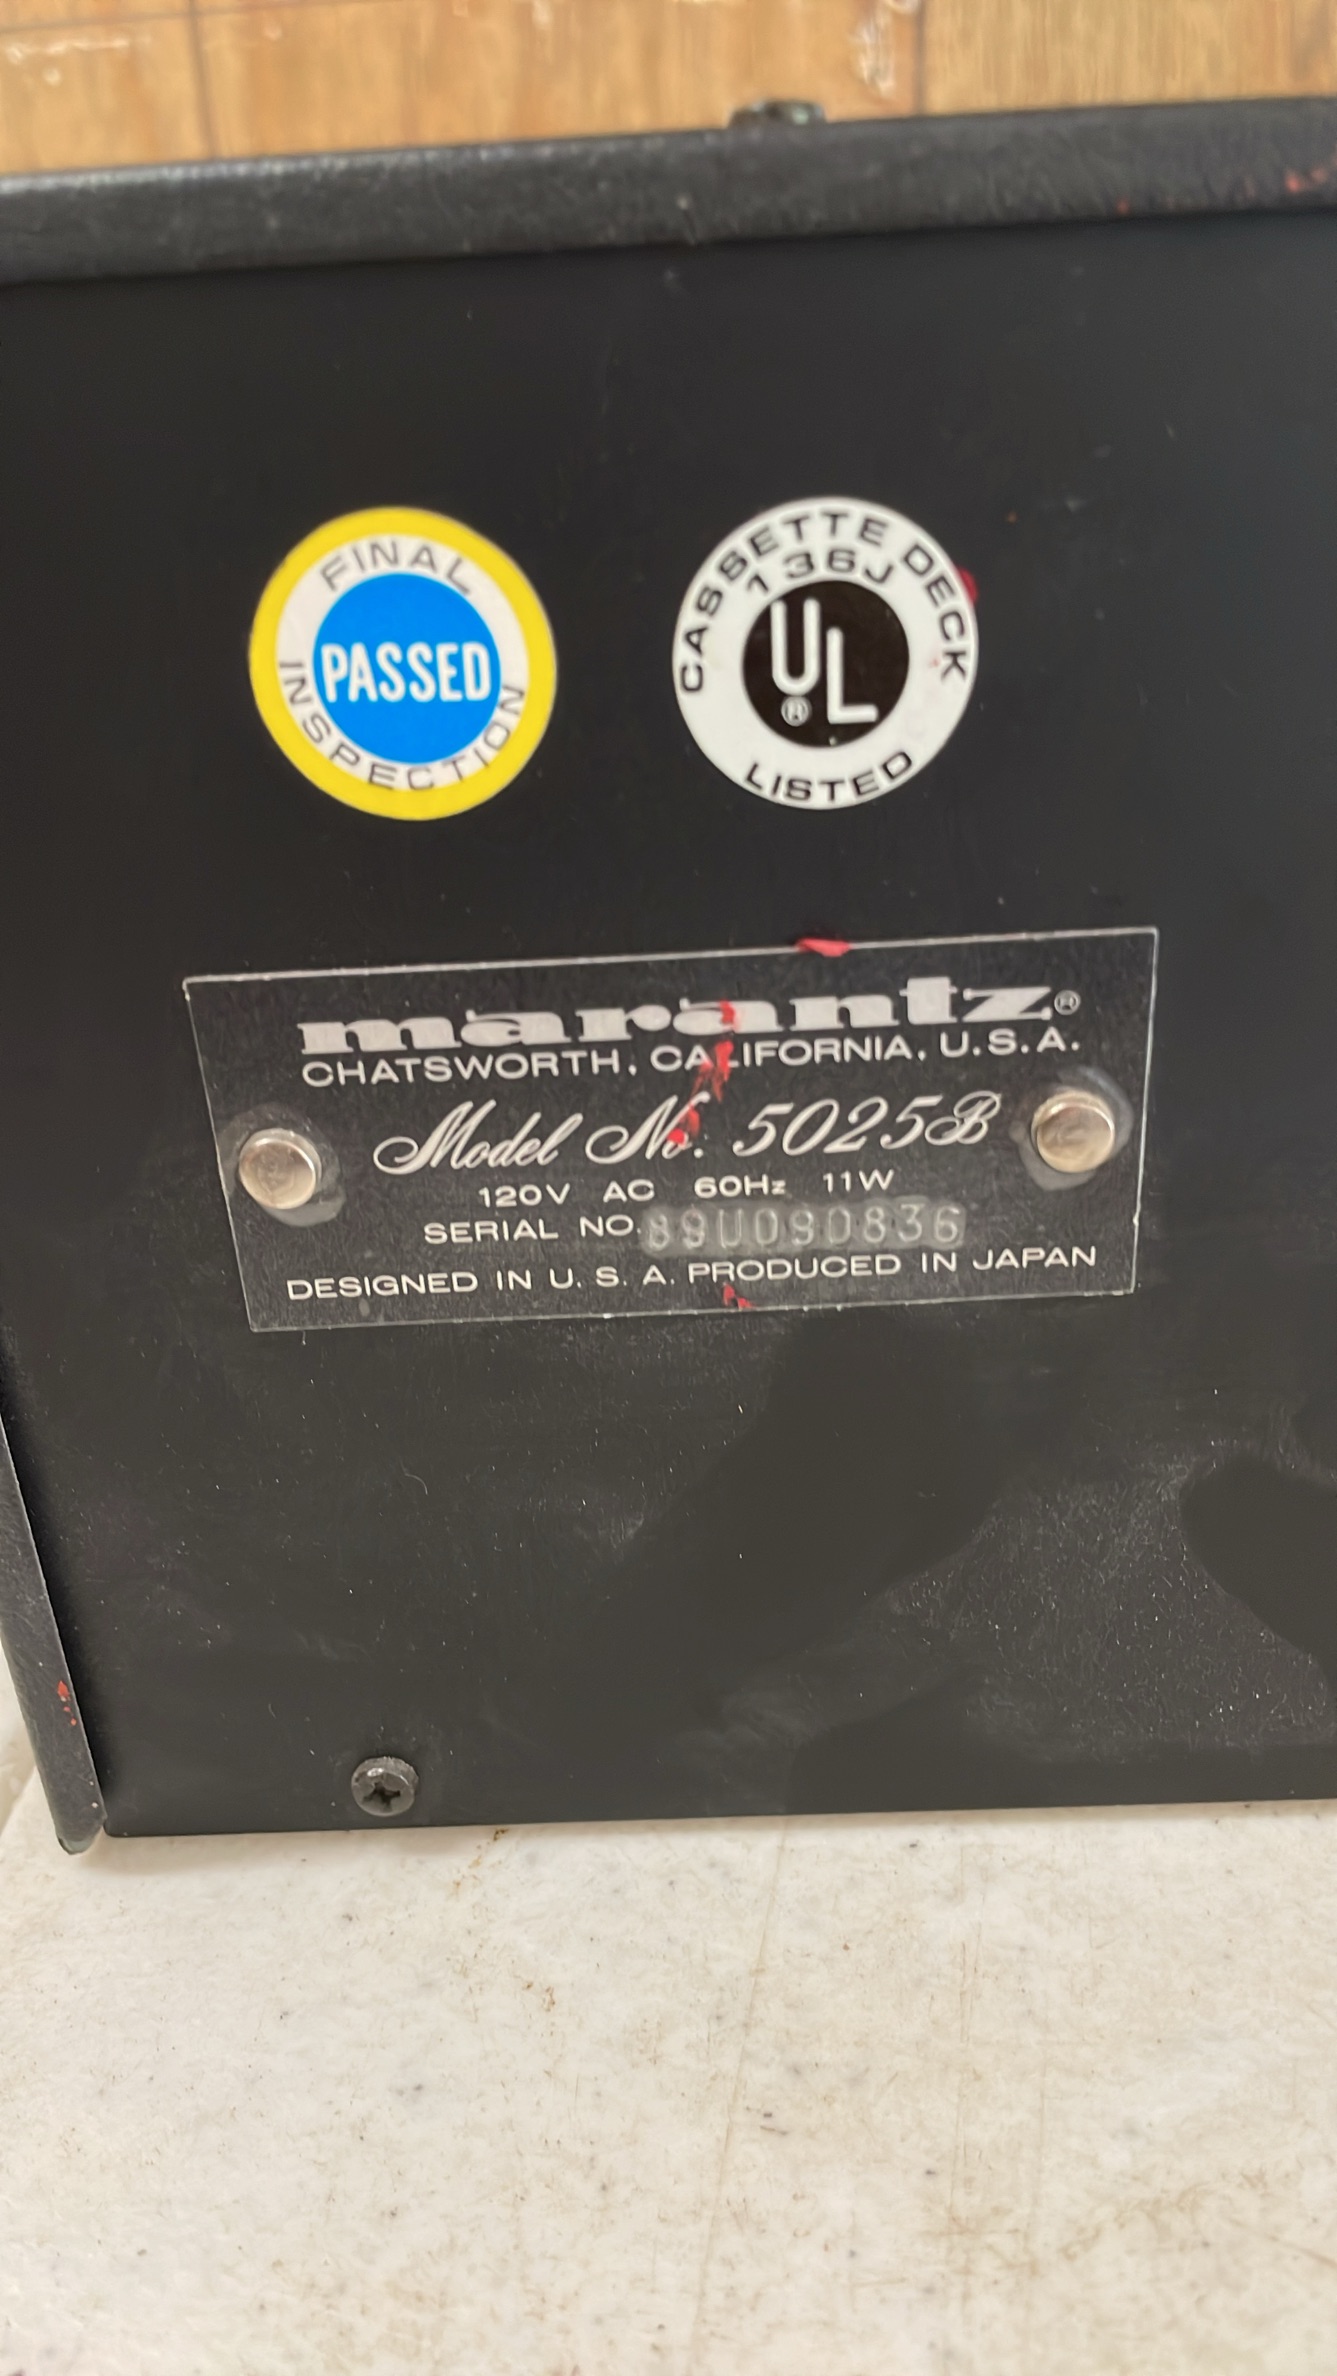 FINAL
PASSED
INSPECTION
CASSETTE DECK
136J
UL®
LISTED
marantz®
CHATSWORTH, CALIFORNIA, U.S.A.
Model No. 5025B
120V AC 60Hz 11W
SERIAL NO. 89U090836
DESIGNED IN U. S. A. PRODUCED IN JAPAN